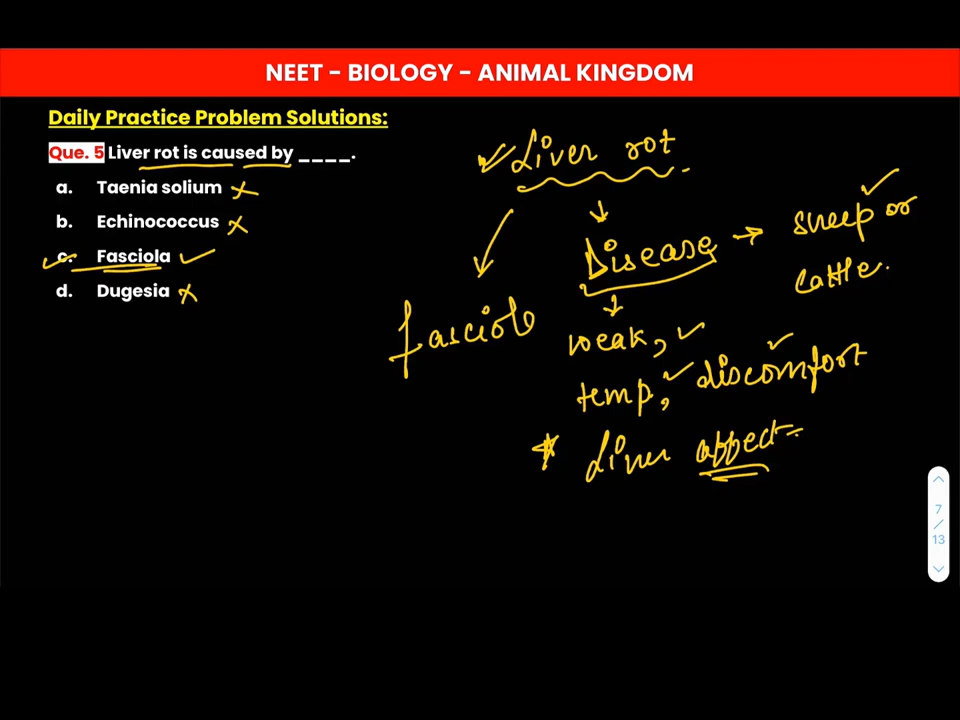 NEET - BIOLOGY - ANIMAL KINGDOM
Daily Practice Problem Solutions:
Que. 5 Liver rot is caused by ____.
a. Taenia solium
b. Echinococcus
c. Fasciola
d. Dugesia
Liver rot
Disease → sheep or
cattle.
fasciola
weak,
temp, discomfort
* Liver affect
7
/
13